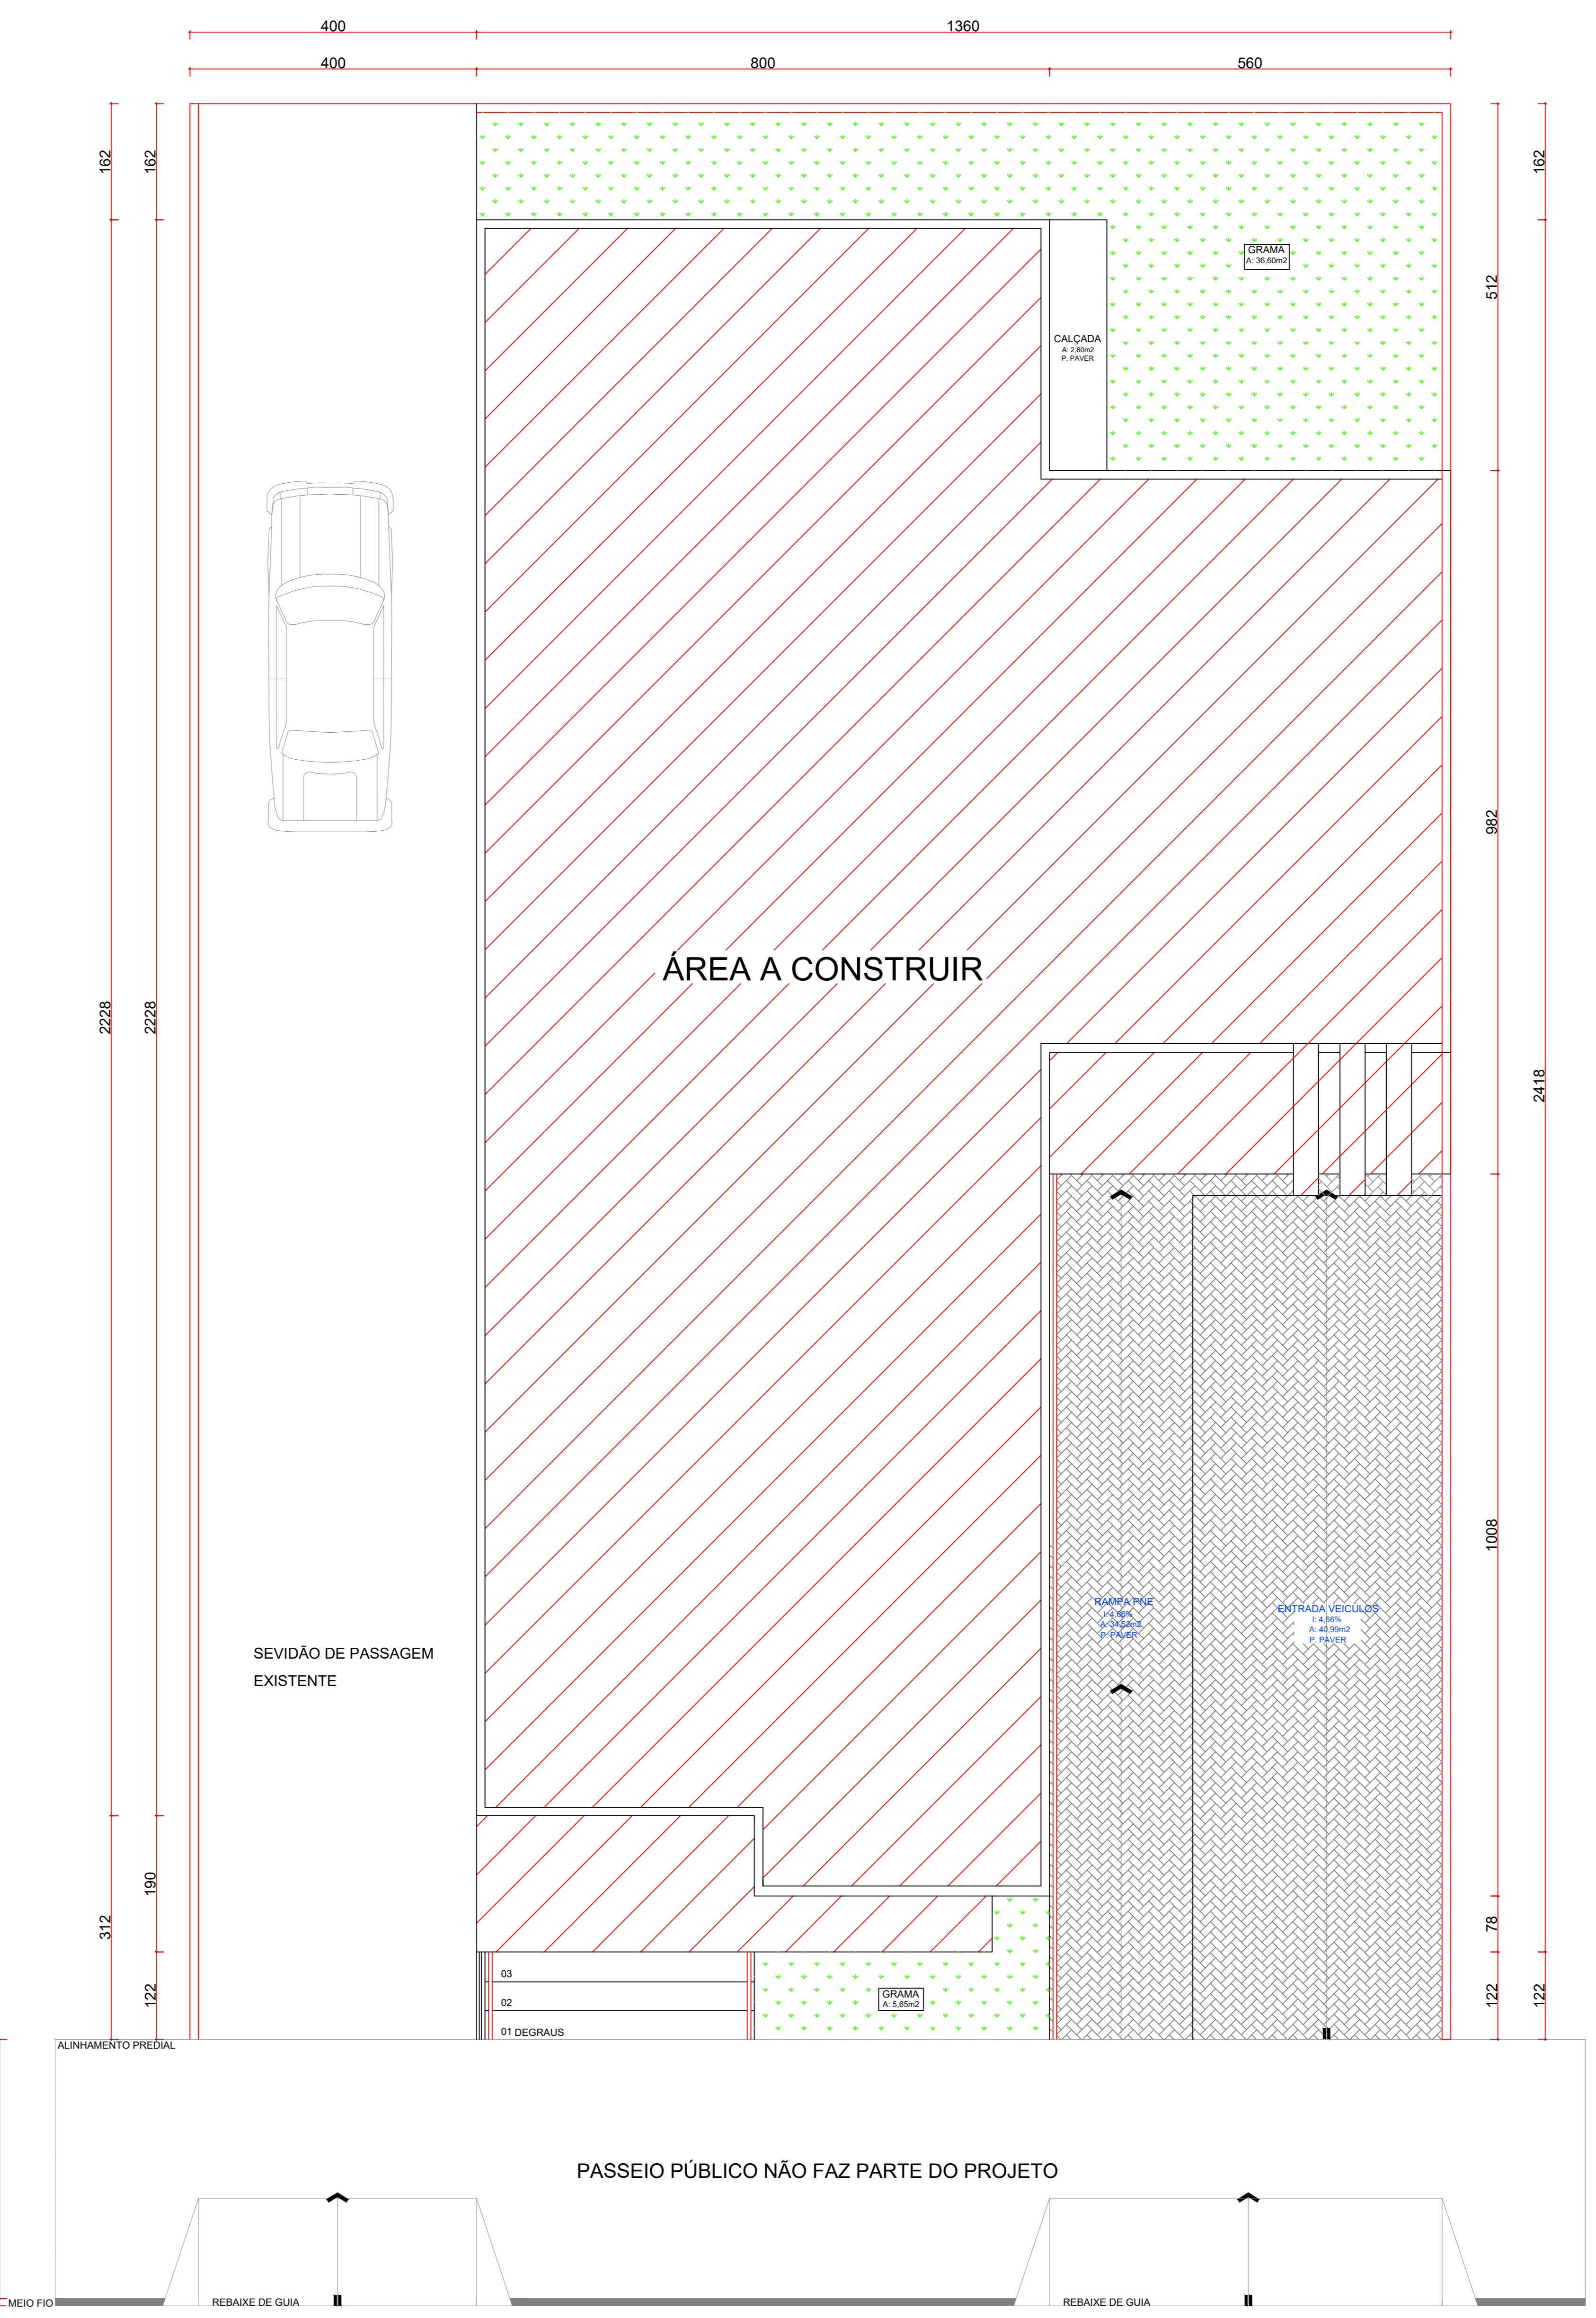 400
1360
400
800
560
162
162
162
GRAMA
A: 36,60m2
512
CALÇADA
A: 2,80m2
P. PAVER
982
ÁREA A CONSTRUIR
2228
2228
2418
1008
RAMPA PNE
I: 4,66%
A: 34,52m2
P. PAVER
ENTRADA VEICULOS
I: 4,66%
A: 40,99m2
P. PAVER
SEVIDÃO DE PASSAGEM
EXISTENTE
190
312
78
03
02
01 DEGRAUS
GRAMA
A: 5,65m2
122
122
122
ALINHAMENTO PREDIAL
PASSEIO PÚBLICO NÃO FAZ PARTE DO PROJETO
MEIO FIO
REBAIXE DE GUIA
REBAIXE DE GUIA